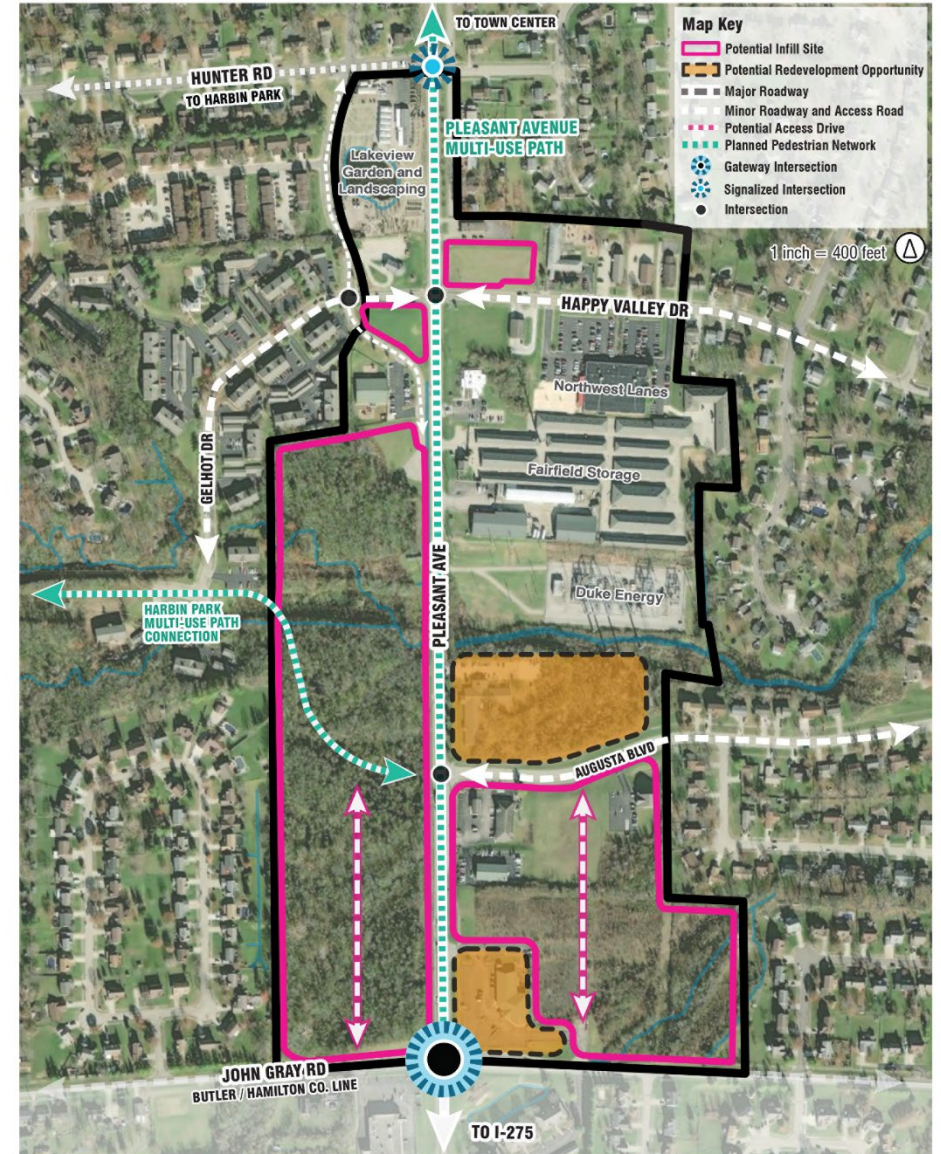 TO TOWN CENTER
Map Key
Potential Infill Site
Potential Redevelopment Opportunity
Major Roadway
Minor Roadway and Access Road
Potential Access Drive
Planned Pedestrian Network
Gateway Intersection
Signalized Intersection
Intersection
1 inch = 400 feet
HUNTER RD
TO HARBIN PARK
PLEASANT AVENUE
MULTI-USE PATH
Lakeview
Garden and
Landscaping
HAPPY VALLEY DR
Northwest Lanes
GELHOT DR
Fairfield Storage
PLEASANT AVE
Duke Energy
HARBIN PARK
MULTI-USE PATH
CONNECTION
AUGUSTA BLVD
JOHN GRAY RD
BUTLER / HAMILTON CO. LINE
TO I-275